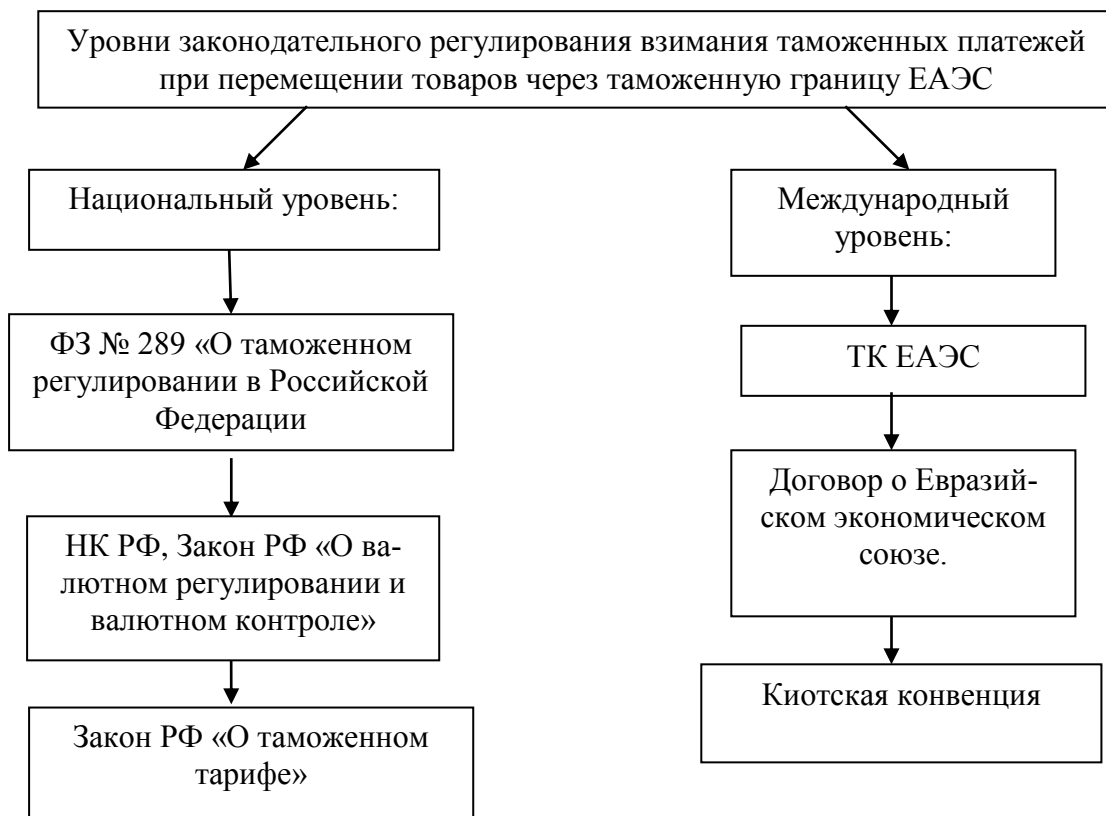 Уровни законодательного регулирования взимания таможенных платежей
при перемещении товаров через таможенную границу ЕАЭС
Национальный уровень:
ФЗ № 289 «О таможенном
регулировании в Российской
Федерации
НК РФ, Закон РФ «О ва-
лютном регулировании и
валютном контроле»
Закон РФ «О таможенном
тарифе»
Международный
уровень:
ТК ЕАЭС
Договор о Евразий-
ском экономическом
союзе.
Киотская конвенция